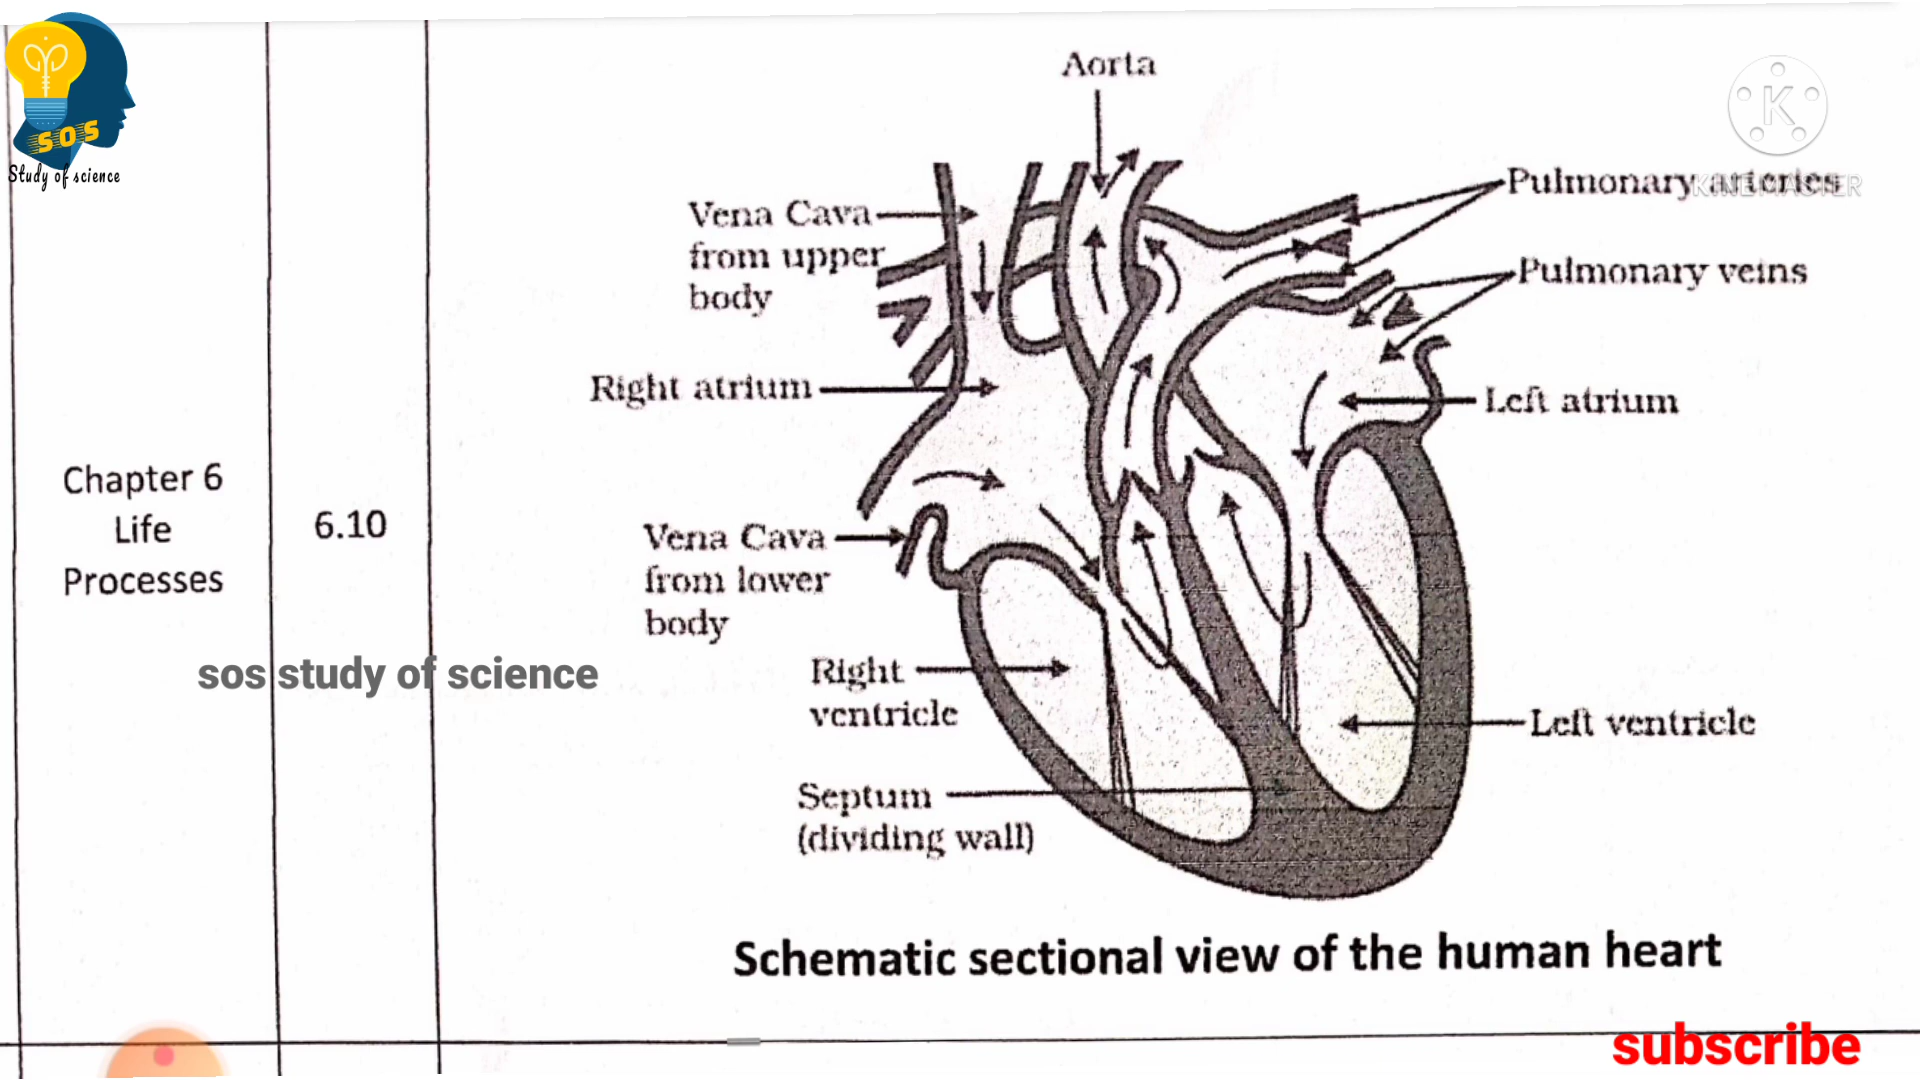 SOS
Study of science
Chapter 6
Life
Processes
6.10
sos study of science
Aorta
K
Pulmonary arteries
KINEMASTER
Vena Cava
from upper
body
Pulmonary veins
Right atrium
Left atrium
Vena Cava
from lower
body
Right
ventricle
Left ventricle
Septum
(dividing wall)
Schematic sectional view of the human heart
subscribe